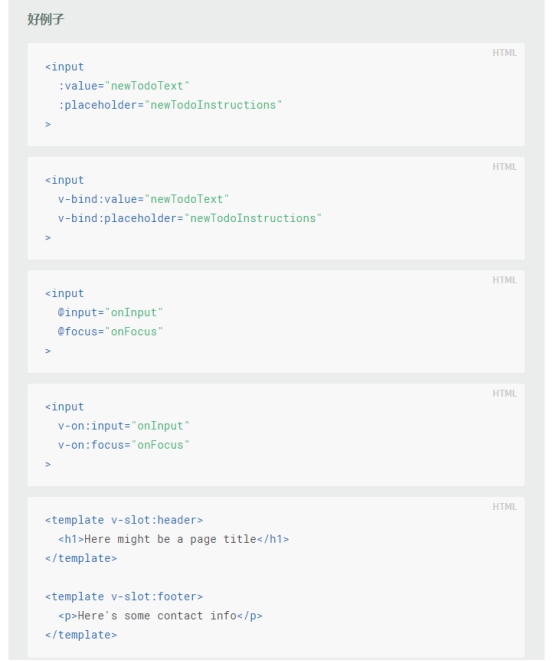 好例子
HTML
<input
  :value="newTodoText"
  :placeholder="newTodoInstructions"
>
HTML
<input
  v-bind:value="newTodoText"
  v-bind:placeholder="newTodoInstructions"
>
HTML
<input
  @input="onInput"
  @focus="onFocus"
>
HTML
<input
  v-on:input="onInput"
  v-on:focus="onFocus"
>
HTML
<template v-slot:header>
  <h1>Here might be a page title</h1>
</template>

<template v-slot:footer>
  <p>Here's some contact info</p>
</template>